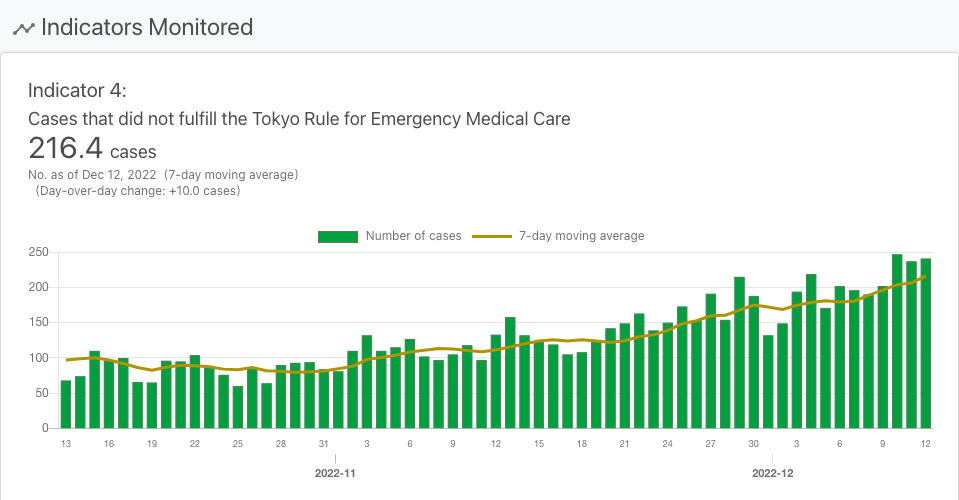 Indicators Monitored
Indicator 4:
Cases that did not fulfill the Tokyo Rule for Emergency Medical Care
216.4 cases
No. as of Dec 12, 2022 (7-day moving average)
(Day-over-day change: +10.0 cases)
Number of cases 7-day moving average
250
200
150
100
50
0
13 16 19 22 25 28 31 3 6 9 12 15 18 21 24 27 30 3 6 9 12
2022-11 2022-12